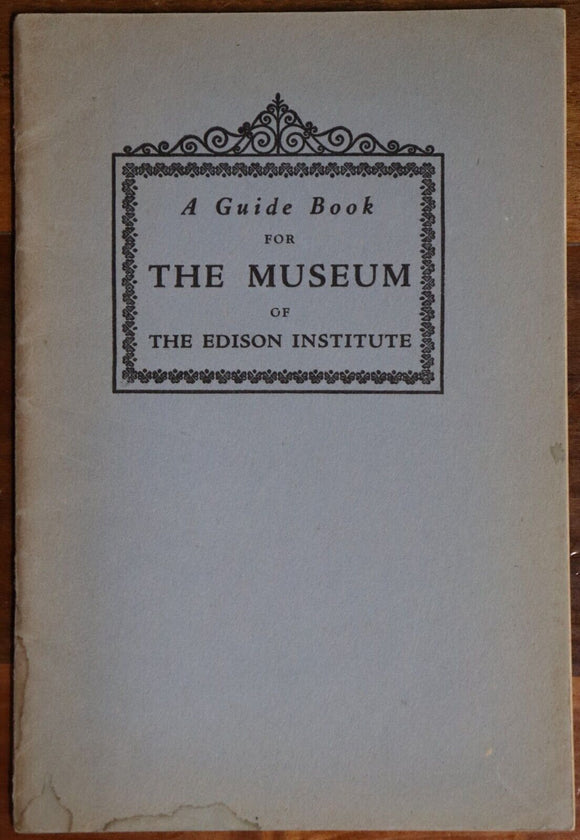 A Guide Book
FOR
THE MUSEUM
OF
THE EDISON INSTITUTE